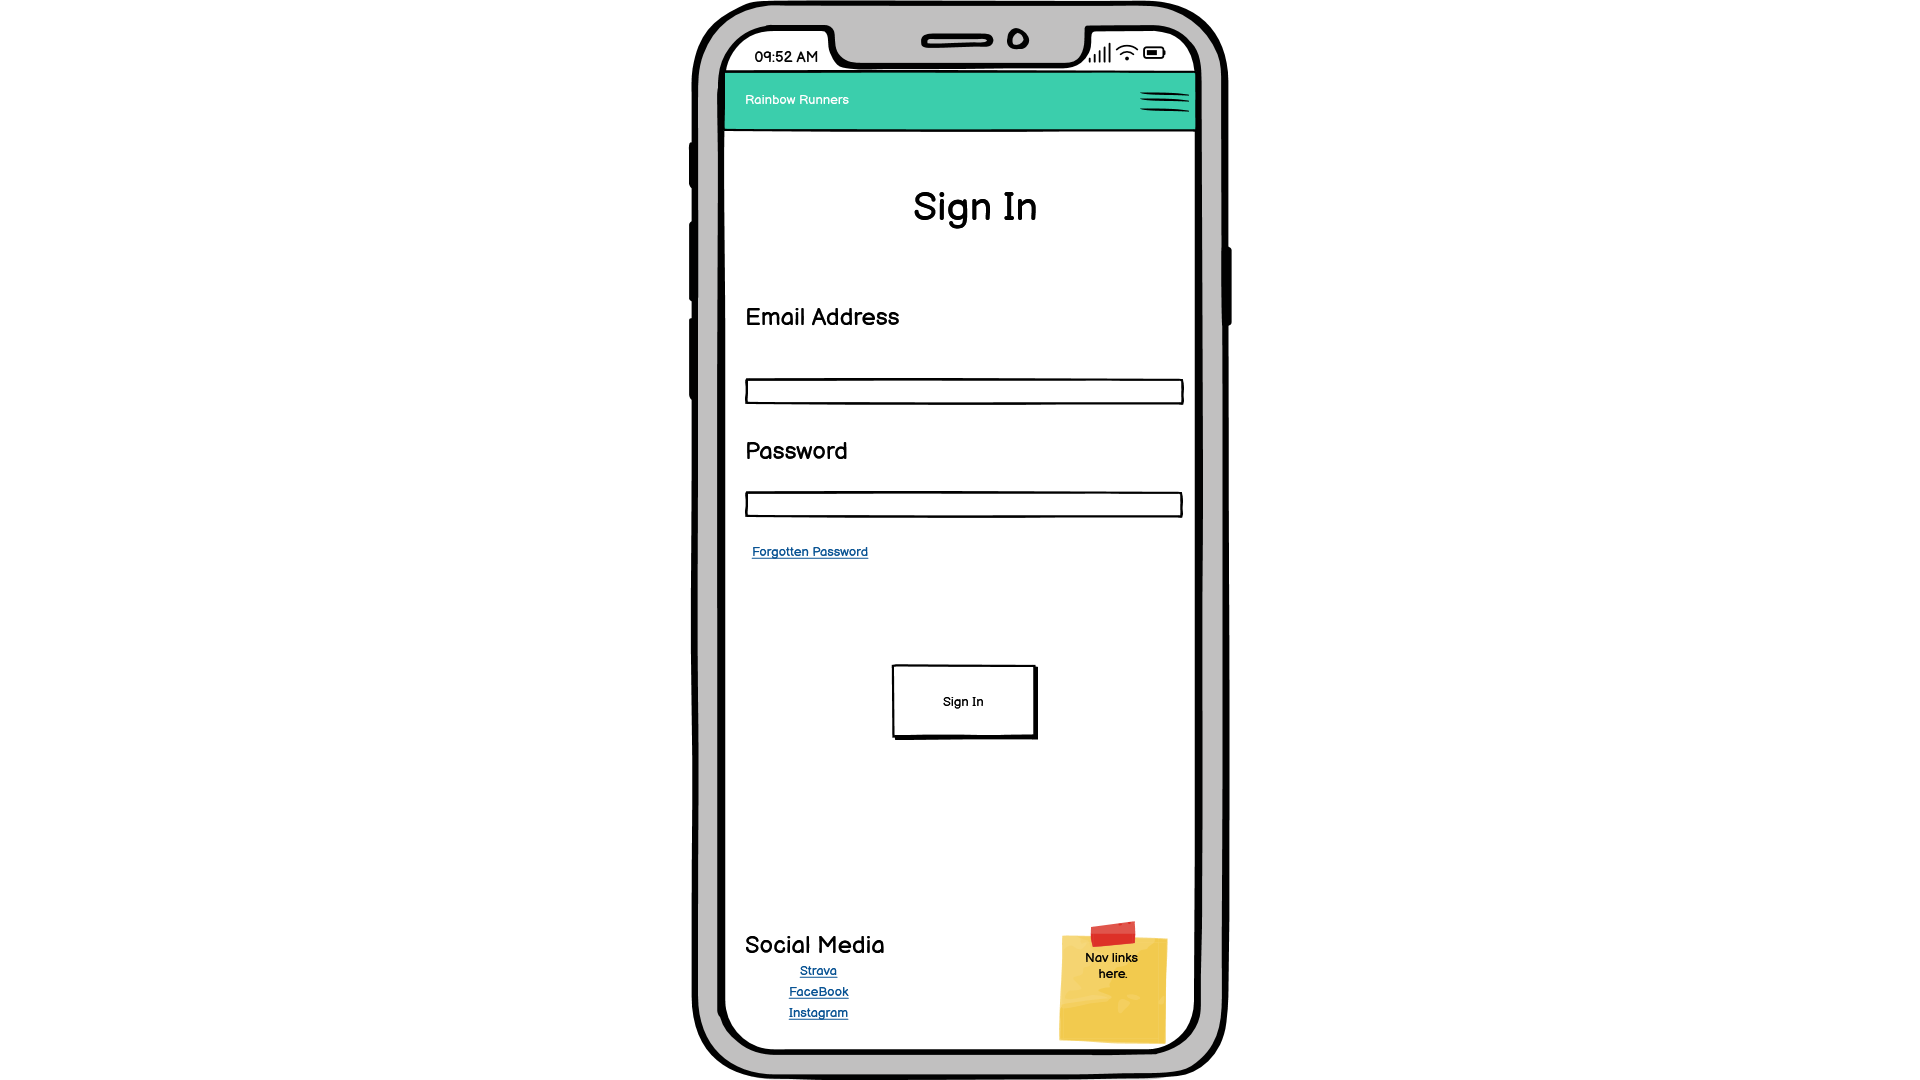 09:52 AM
Rainbow Runners
Sign In
Email Address
Password
Forgotten Password
Sign In
Social Media
Strava
FaceBook
Instagram
Nav links
here.